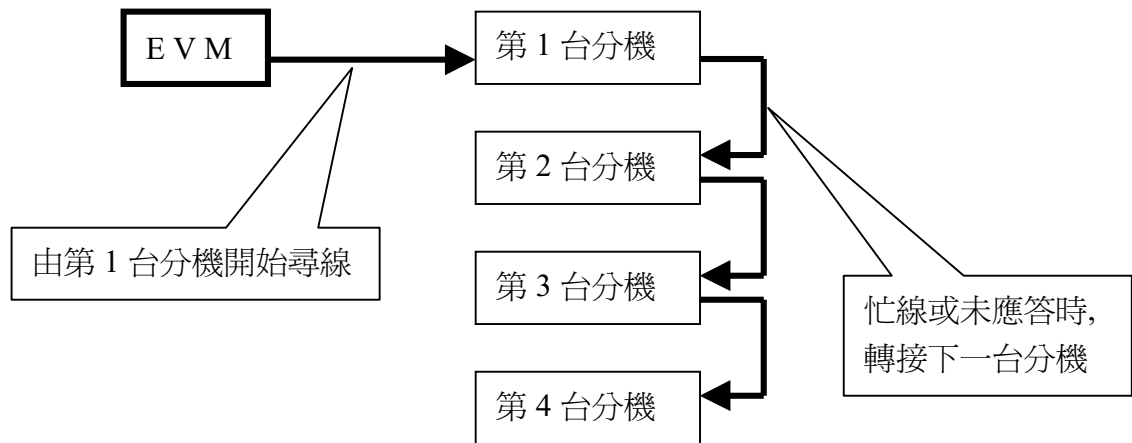 E V M
第 1 台分機
第 2 台分機
由第 1 台分機開始尋線
第 3 台分機
忙線或未應答時,
轉接下一台分機
第 4 台分機